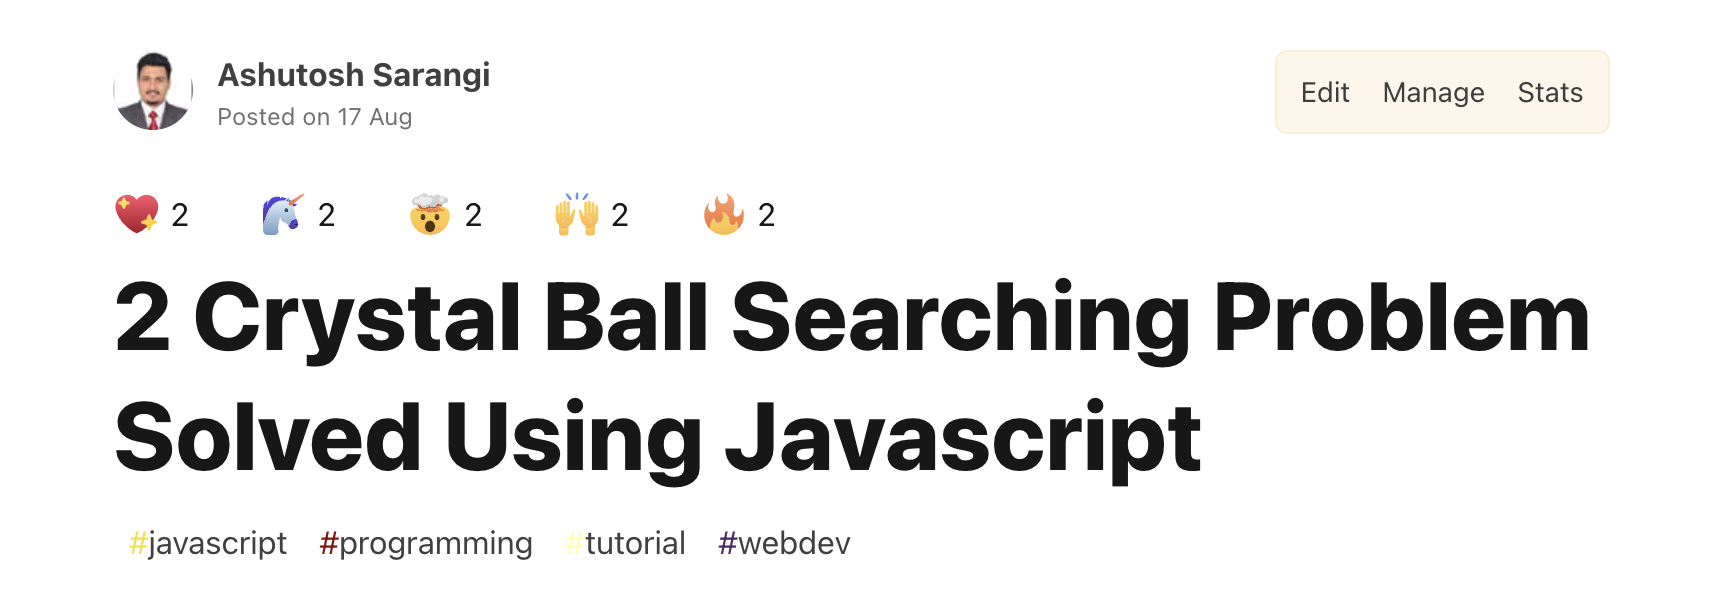 Ashutosh Sarangi
Posted on 17 Aug
Edit Manage Stats
2 2 2 2 2
2 Crystal Ball Searching Problem
Solved Using Javascript
#javascript #programming #tutorial #webdev